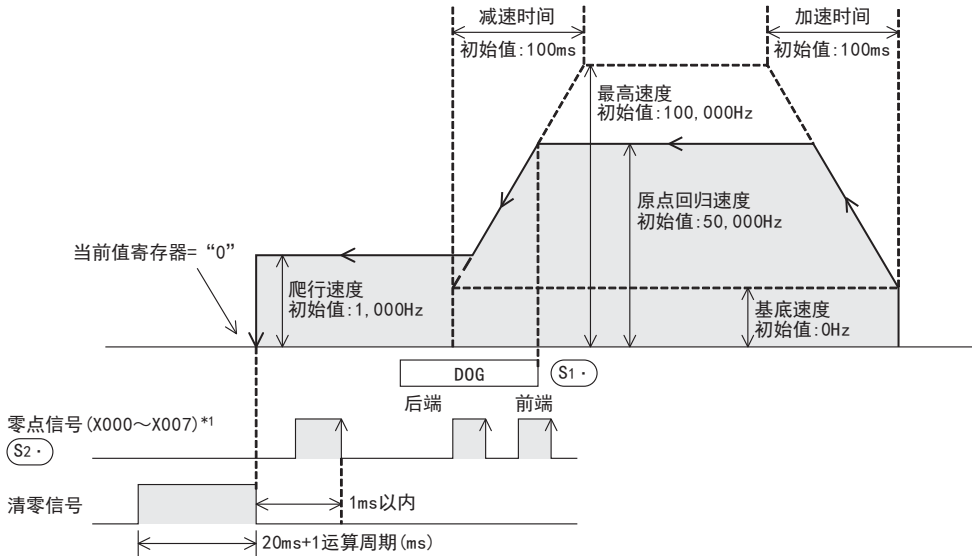 减速时间
初始值:100ms
加速时间
初始值:100ms
最高速度
初始值:100,000Hz
原点回归速度
初始值:50,000Hz
当前值寄存器= “0”
爬行速度
初始值:1,000Hz
基底速度
初始值:0Hz
DOG
S1・
后端
前端
零点信号(X000～X007)*1
S2・
清零信号
1ms以内
20ms+1运算周期(ms)